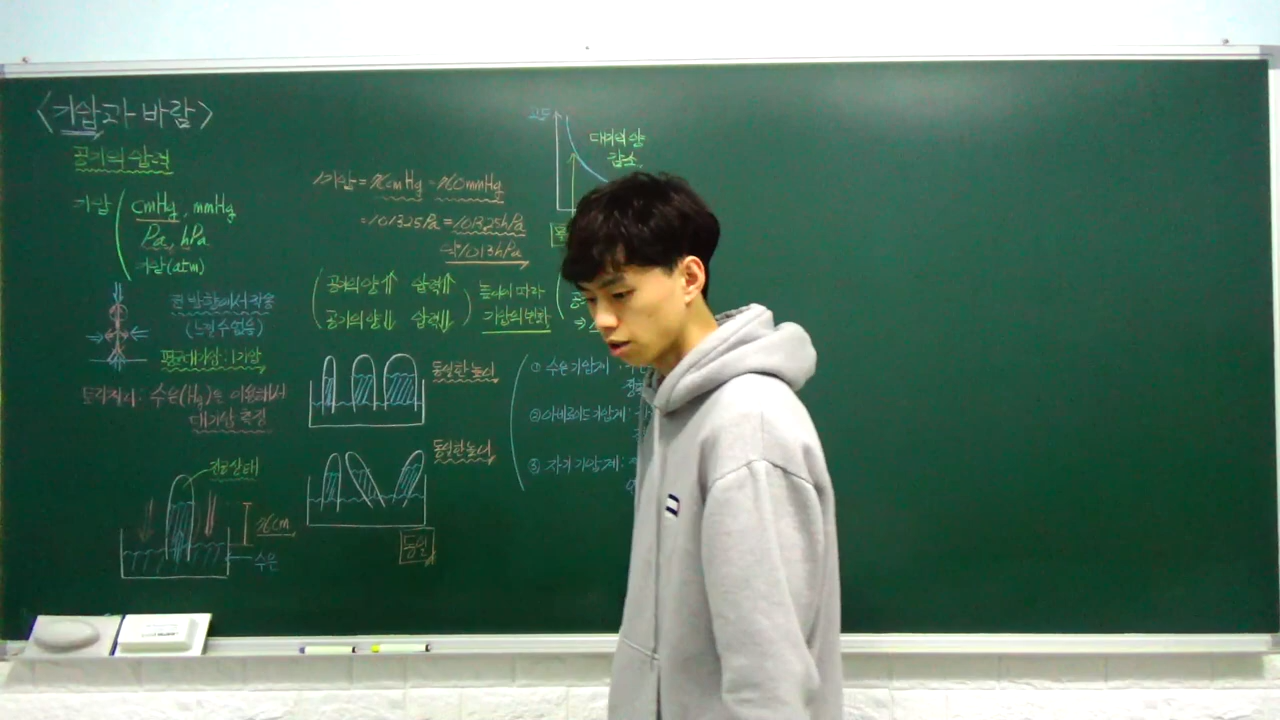 <기압과 바람>
공기의 압력
기압
cmHg, mmHg
Pa, hPa
기압(atm)
모든 방향에서 작용
(느낄 수 없음)
평균대기압: 1기압
토리첼리: 수은(Hg)을 이용해서
대기압 측정
진공상태
76cm
수은
1기압 = 76cmHg = 760mmHg
= 101325Pa = 1013.25hPa
약 1013hPa
공기의 양⇑ 압력⇑
공기의 양⇓ 압력⇓
높이에 따라
기압의 변화
동일한 높이
동일한 높이
동일
대기의 양
감소
① 수은 기압계
② 아네로이드 기압계:
③ 자기 기압계: